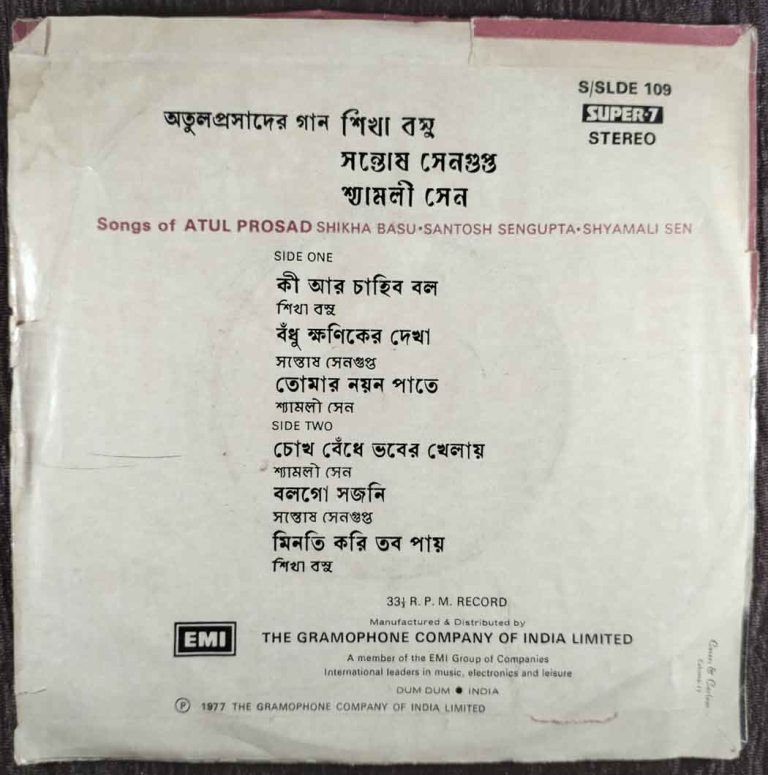 S/SLDE 109
SUPER-7
STEREO
অতুলপ্রসাদের গান শিখা বসু
সন্তোষ সেনগুপ্ত
শ্যামলী সেন
Songs of ATUL PROSAD SHIKHA BASU•SANTOSH SENGUPTA•SHYAMALI SEN
SIDE ONE
কী আর চাহিব বল
শিখা বসু
বঁধু ক্ষণিকের দেখা
সন্তোষ সেনগুপ্ত
তোমার নয়ন পাতে
শ্যামলী সেন
SIDE TWO
চোখ বেঁধে ভবের খেলায়
শ্যামলী সেন
বলগো সজনি
সন্তোষ সেনগুপ্ত
মিনতি করি তব পায়
শিখা বসু
33⅓ R. P. M. RECORD
Manufactured & Distributed by
EMI THE GRAMOPHONE COMPANY OF INDIA LIMITED
A member of the EMI Group of Companies
International leaders in music, electronics and leisure
DUM DUM ● INDIA
Ⓟ 1977 THE GRAMOPHONE COMPANY OF INDIA LIMITED